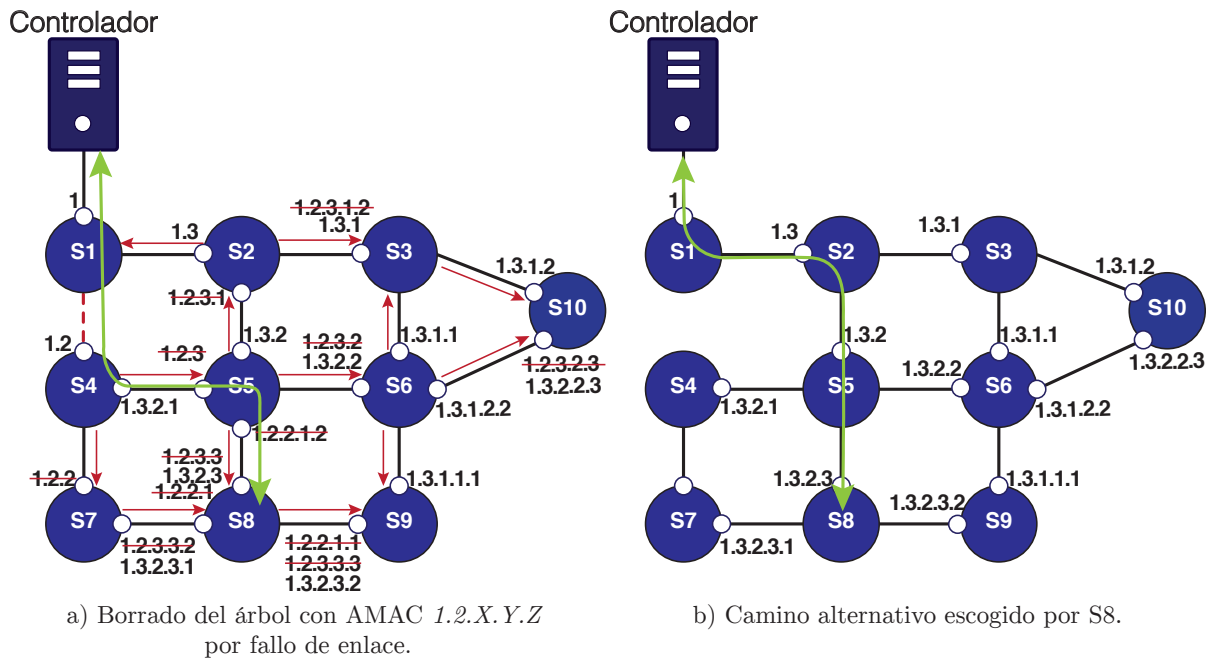 Controlador
1
S1
1.3
S2
1.2.3.1.2
1.3.1
S3
1.3.1.2
S10
1.2.3.1
1.3.2
1.2
1.2.3
1.2.3.2
1.3.2.2
1.3.1.1
1.2.3.2.3
1.3.2.2.3
S4
S5
S6
1.3.2.1
1.3.1.2.2
1.2.2.1.2
1.2.3.3
1.3.2.3
1.2.2
1.2.2.1
1.3.1.1.1
S7
S8
S9
1.2.3.3.2
1.3.2.3.1
1.2.2.1.1
1.2.3.3.3
1.3.2.3.2
a) Borrado del árbol con AMAC 1.2.X.Y.Z
por fallo de enlace.
Controlador
1
S1
1.3
S2
1.3.1
S3
1.3.1.2
S10
1.3.2
1.3.2.2
1.3.1.1
1.3.2.2.3
S4
S5
S6
1.3.2.1
1.3.1.2.2
1.3.2.3
1.3.1.1.1
S7
S8
1.3.2.3.2
S9
1.3.2.3.1
b) Camino alternativo escogido por S8.